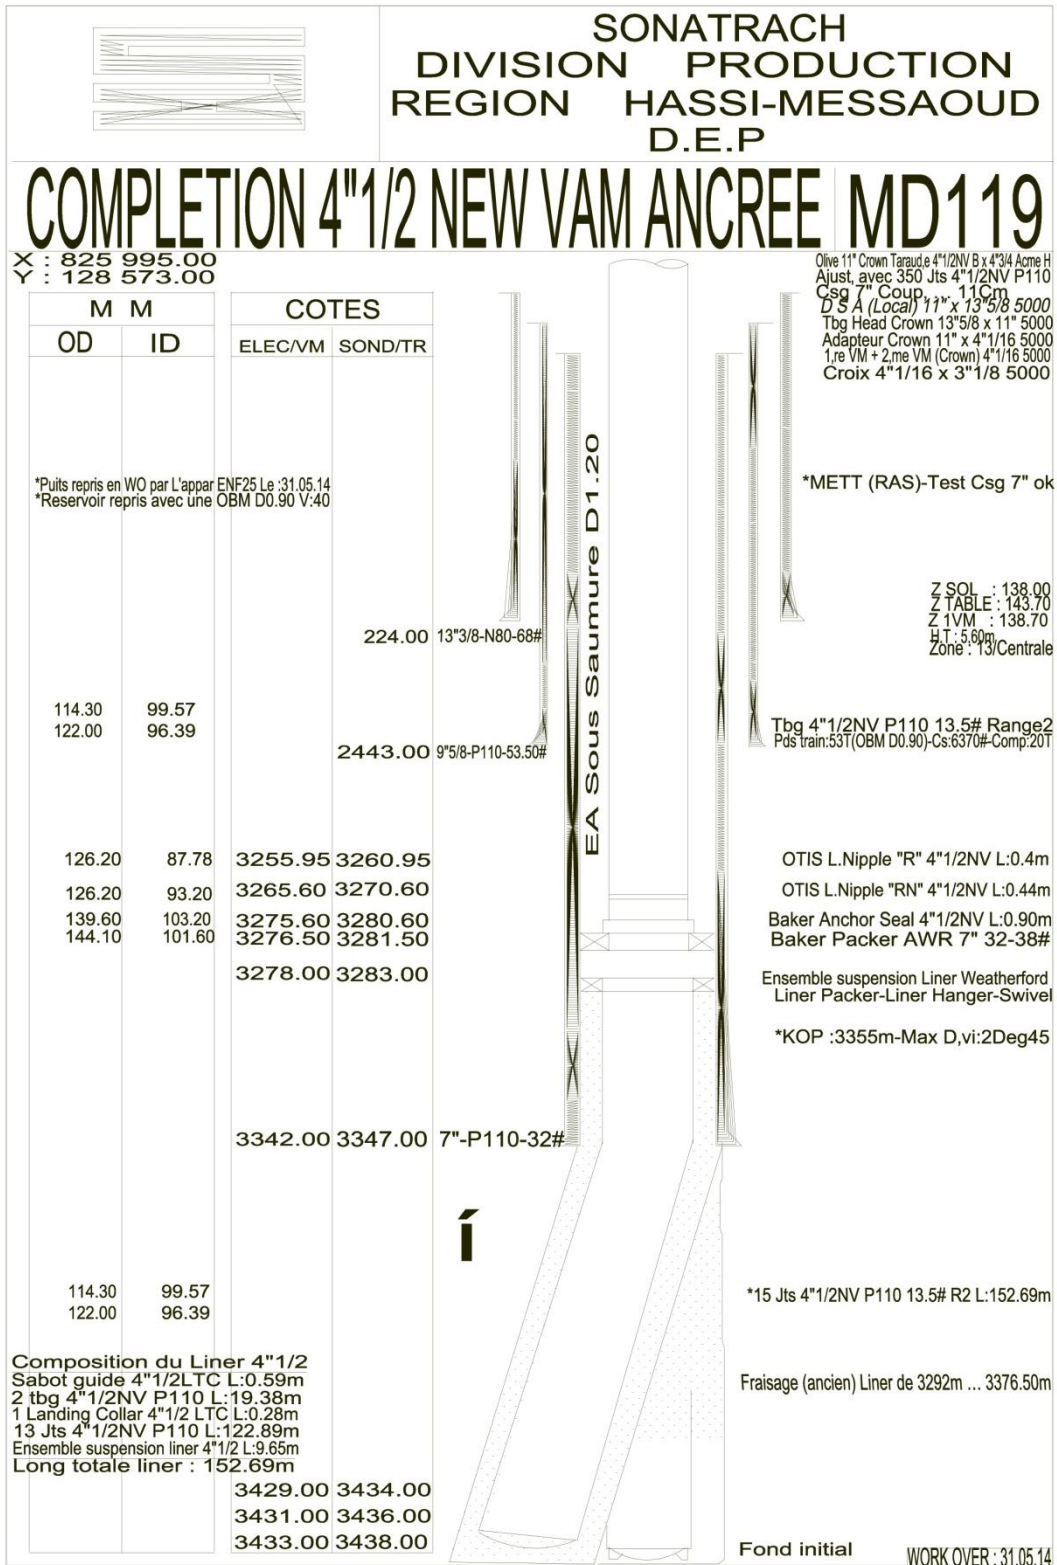 SONATRACH
DIVISION PRODUCTION
REGION HASSI-MESSAOUD
D.E.P
COMPLETION 4"1/2 NEW VAM ANCREE MD119
X : 825 995.00
Y : 128 573.00
Olive 11" Crown Taraud,e 4"1/2NV B x 4"3/4 Acme H
Ajust, avec 350 Jts 4"1/2NV P110
Csg 7" Coup, ,. 11Cm
D S A (Local) 11" x 13"5/8 5000
Tbg Head Crown 13"5/8 x 11" 5000
Adapteur Crown 11" x 4"1/16 5000
1,re VM + 2,me VM (Crown) 4"1/16 5000
Croix 4"1/16 x 3"1/8 5000
M M COTES
OD ID ELEC/VM SOND/TR
*Puits repris en WO par L'appar ENF25 Le :31.05.14
*Reservoir repris avec une OBM D0.90 V:40
EA Sous Saumure D1.20
*METT (RAS)-Test Csg 7" ok
Z SOL : 138.00
Z TABLE : 143.70
Z 1VM : 138.70
H.T : 5.60m
Zone : 13/Centrale
224.00 13"3/8-N80-68#
114.30 99.57
122.00 96.39
Tbg 4"1/2NV P110 13.5# Range2
Pds train:53T(OBM D0.90)-Cs:6370#-Comp:20T
2443.00 9"5/8-P110-53.50#
126.20 87.78 3255.95 3260.95 OTIS L.Nipple "R" 4"1/2NV L:0.4m
126.20 93.20 3265.60 3270.60 OTIS L.Nipple "RN" 4"1/2NV L:0.44m
139.60 103.20 3275.60 3280.60 Baker Anchor Seal 4"1/2NV L:0.90m
144.10 101.60 3276.50 3281.50 Baker Packer AWR 7" 32-38#
3278.00 3283.00 Ensemble suspension Liner Weatherford
Liner Packer-Liner Hanger-Swivel
*KOP :3355m-Max D,vi:2Deg45
3342.00 3347.00 7"-P110-32#
í
114.30 99.57 *15 Jts 4"1/2NV P110 13.5# R2 L:152.69m
122.00 96.39
Composition du Liner 4"1/2
Sabot guide 4"1/2LTC L:0.59m
2 tbg 4"1/2NV P110 L:19.38m
1 Landing Collar 4"1/2 LTC L:0.28m
13 Jts 4"1/2NV P110 L:122.89m
Ensemble suspension liner 4"1/2 L:9.65m
Long totale liner : 152.69m
Fraisage (ancien) Liner de 3292m ... 3376.50m
3429.00 3434.00
3431.00 3436.00
3433.00 3438.00
Fond initial
WORK OVER : 31.05.14